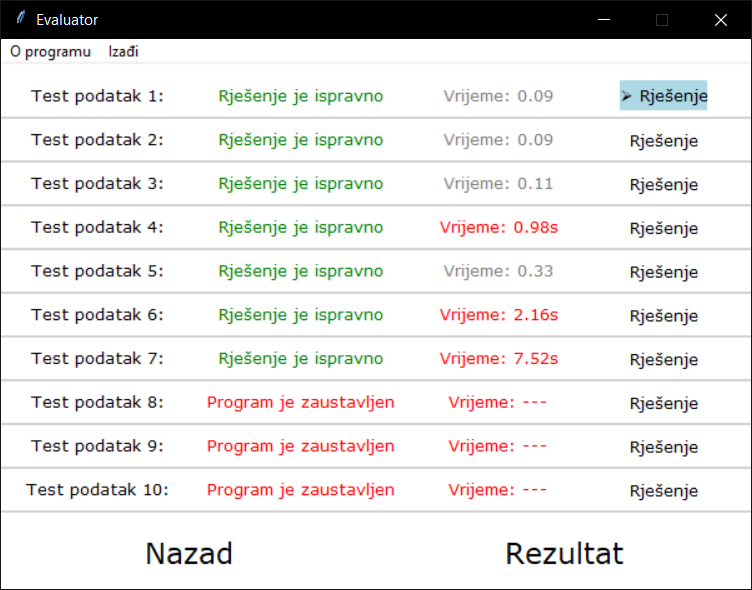 Evaluator
O programu Izađi
Test podatak 1: Rješenje je ispravno Vrijeme: 0.09 ➢ Rješenje
Test podatak 2: Rješenje je ispravno Vrijeme: 0.09 Rješenje
Test podatak 3: Rješenje je ispravno Vrijeme: 0.11 Rješenje
Test podatak 4: Rješenje je ispravno Vrijeme: 0.98s Rješenje
Test podatak 5: Rješenje je ispravno Vrijeme: 0.33 Rješenje
Test podatak 6: Rješenje je ispravno Vrijeme: 2.16s Rješenje
Test podatak 7: Rješenje je ispravno Vrijeme: 7.52s Rješenje
Test podatak 8: Program je zaustavljen Vrijeme: --- Rješenje
Test podatak 9: Program je zaustavljen Vrijeme: --- Rješenje
Test podatak 10: Program je zaustavljen Vrijeme: --- Rješenje
Nazad Rezultat